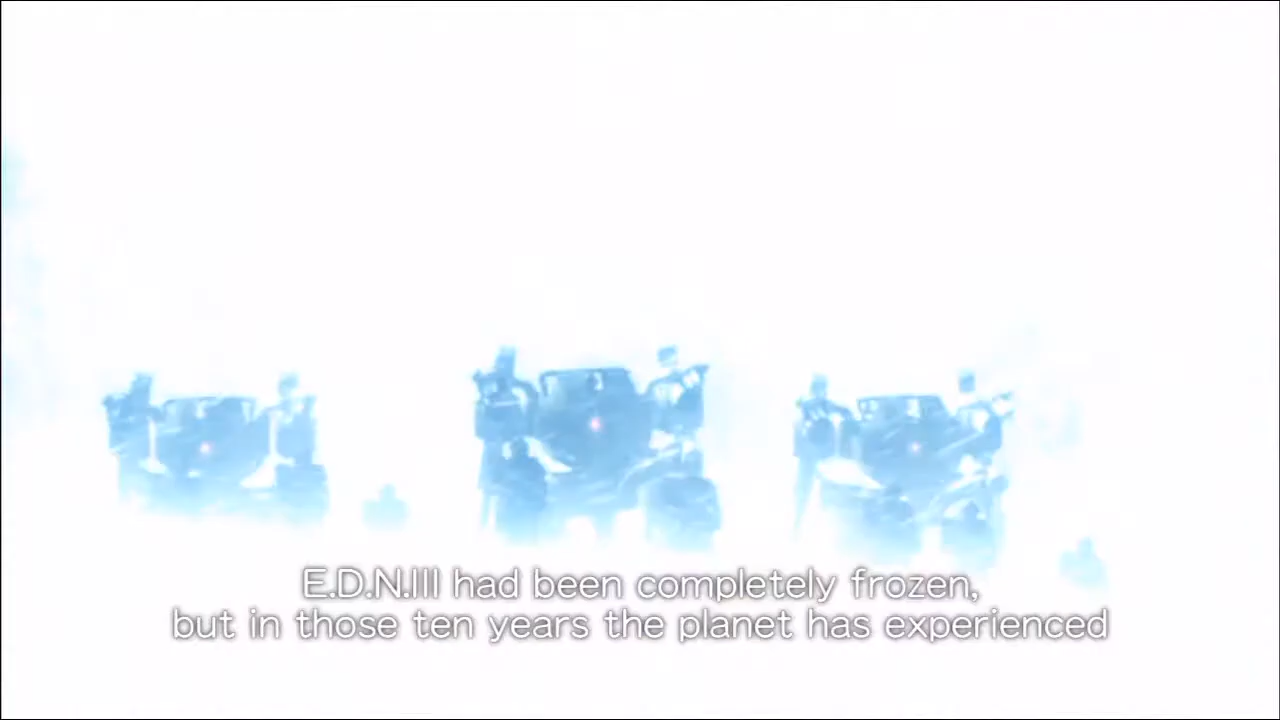 E.D.N.III had been completely frozen,
but in those ten years the planet has experienced